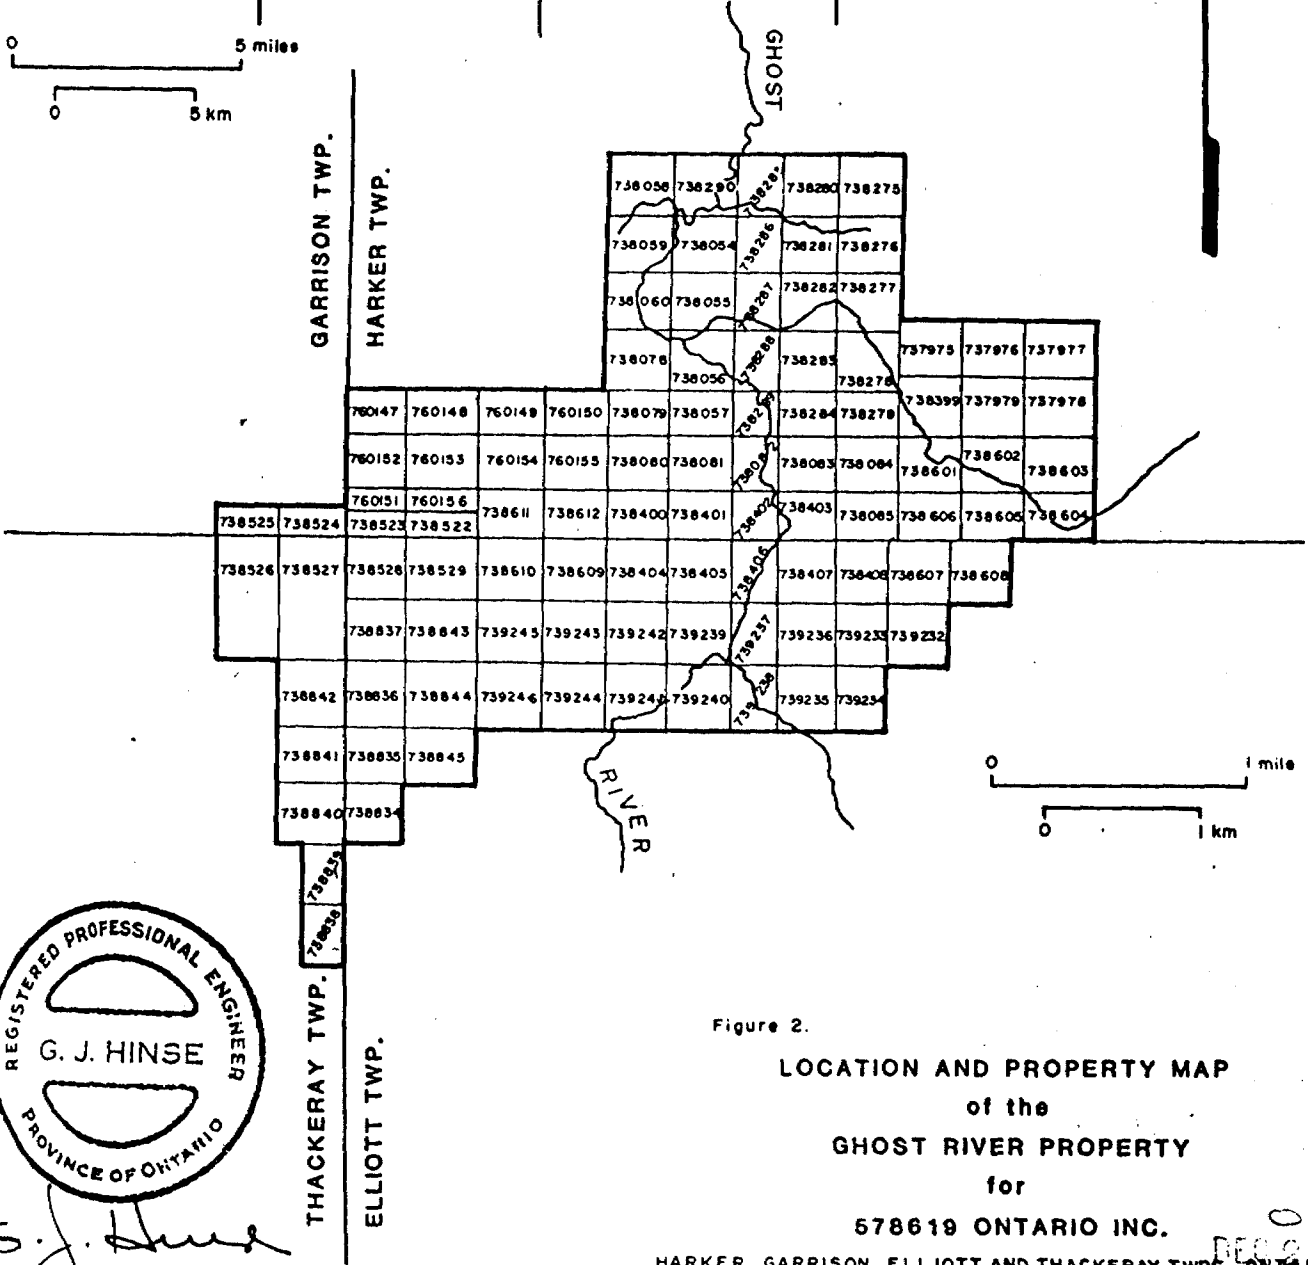 0 5 miles
0 5 km
GHOST
GARRISON TWP.
HARKER TWP.
738058 738290 738280 738275
738059 738054 738286 738281 738276
738060 738055 738287 738282 738277
738078 738056 738288 738283 738278 737975 737976 737977
760147 760148 760149 760150 738079 738057 738284 738279 738399 737979 737978
760152 760153 760154 760155 738080 738081 738082 738083 738084 738601 738602 738603
760151 760156
738611 738612 738400 738401 738402 738403 738085 738606 738605 738604
738525 738524 738523 738522
738526 738527 738528 738529 738610 738609 738404 738405 738406 738407 738408 738607 738608
738837 738843 739245 739243 739242 739239 739237 739236 739233 739232
738842 738836 738844 739246 739244 739241 739240 739238 739235 739234
738841 738835 738845
738840 738834
738839
738838
RIVER
0 1 mile
0 1 km
REGISTERED PROFESSIONAL ENGINEER
G. J. HINSE
PROVINCE OF ONTARIO
G. J. Hinse
THACKERAY TWP.
ELLIOTT TWP.
Figure 2.
LOCATION AND PROPERTY MAP
of the
GHOST RIVER PROPERTY
for
578619 ONTARIO INC.
HARKER, GARRISON, ELLIOTT AND THACKERAY TWPS.
DEC